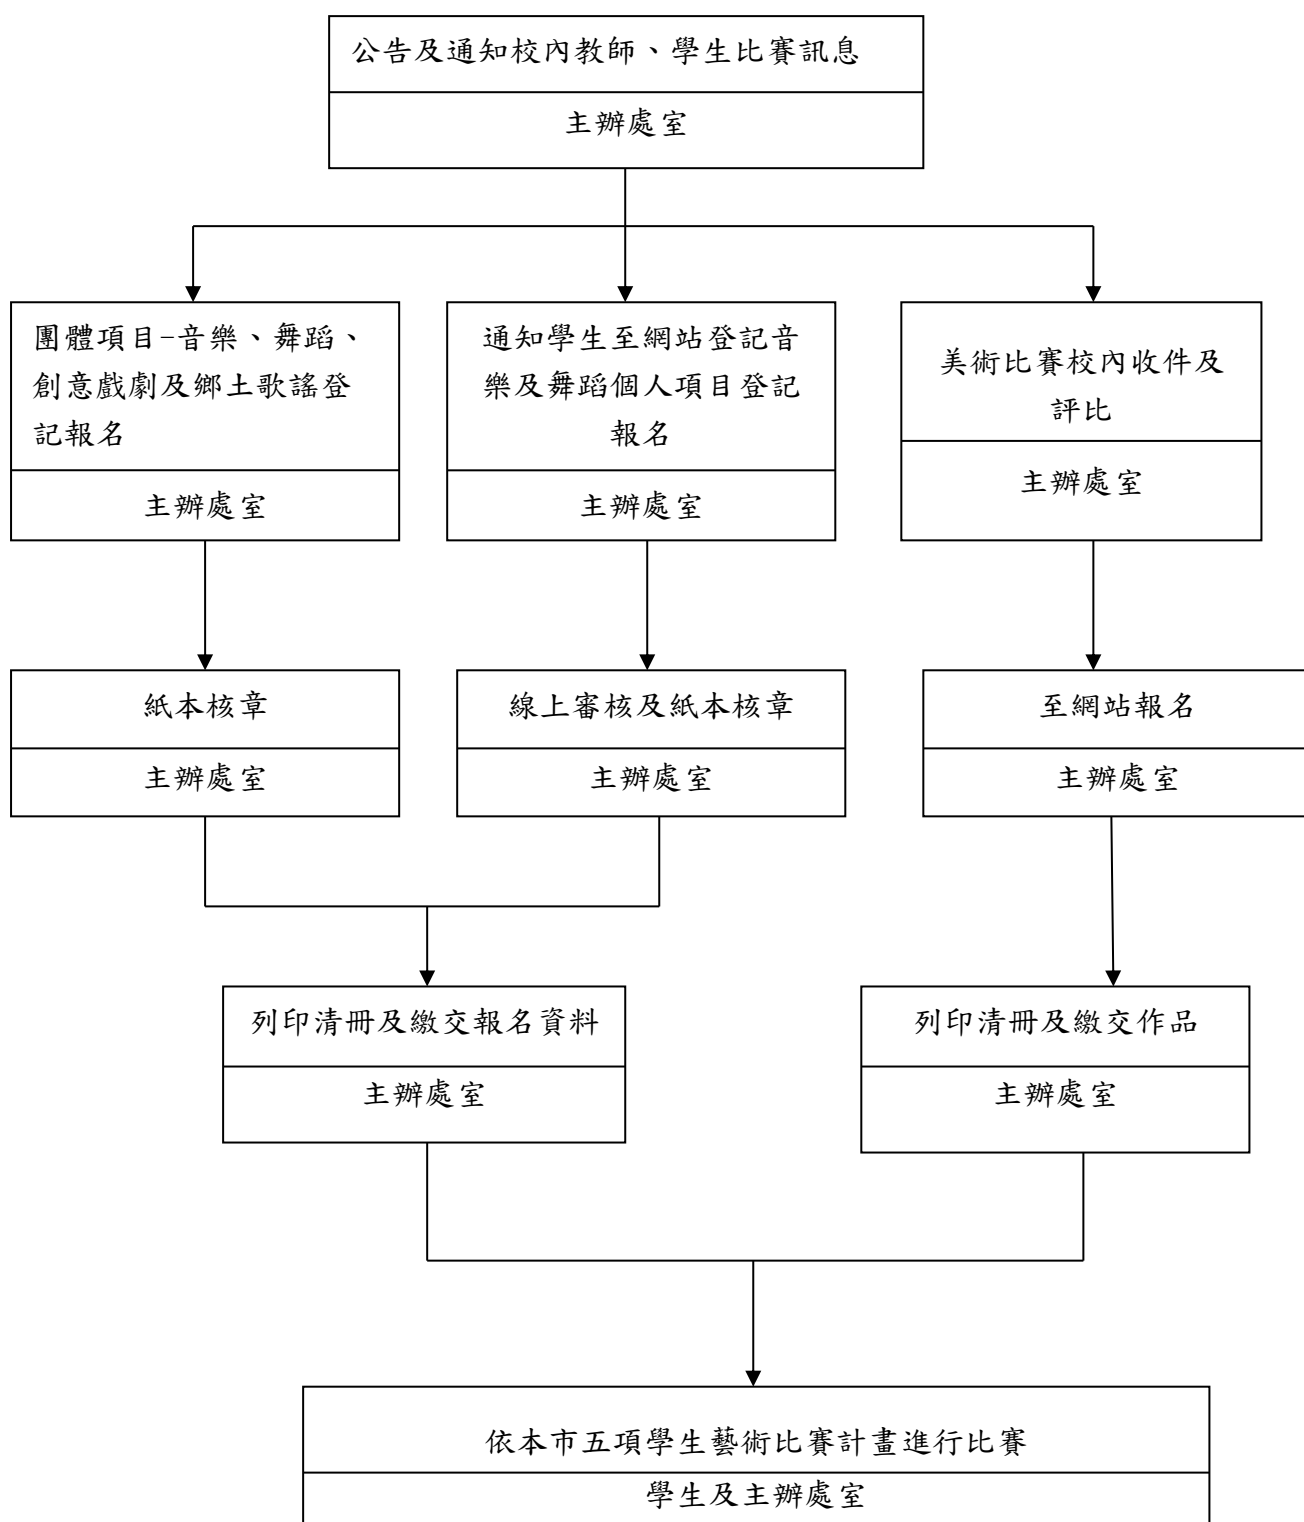 公告及通知校內教師、學生比賽訊息
主辦處室
團體項目-音樂、舞蹈、
創意戲劇及鄉土歌謠登
記報名
主辦處室
通知學生至網站登記音
樂及舞蹈個人項目登記
報名
主辦處室
美術比賽校內收件及
評比
主辦處室
紙本核章
主辦處室
線上審核及紙本核章
主辦處室
至網站報名
主辦處室
列印清冊及繳交報名資料
主辦處室
列印清冊及繳交作品
主辦處室
依本市五項學生藝術比賽計畫進行比賽
學生及主辦處室